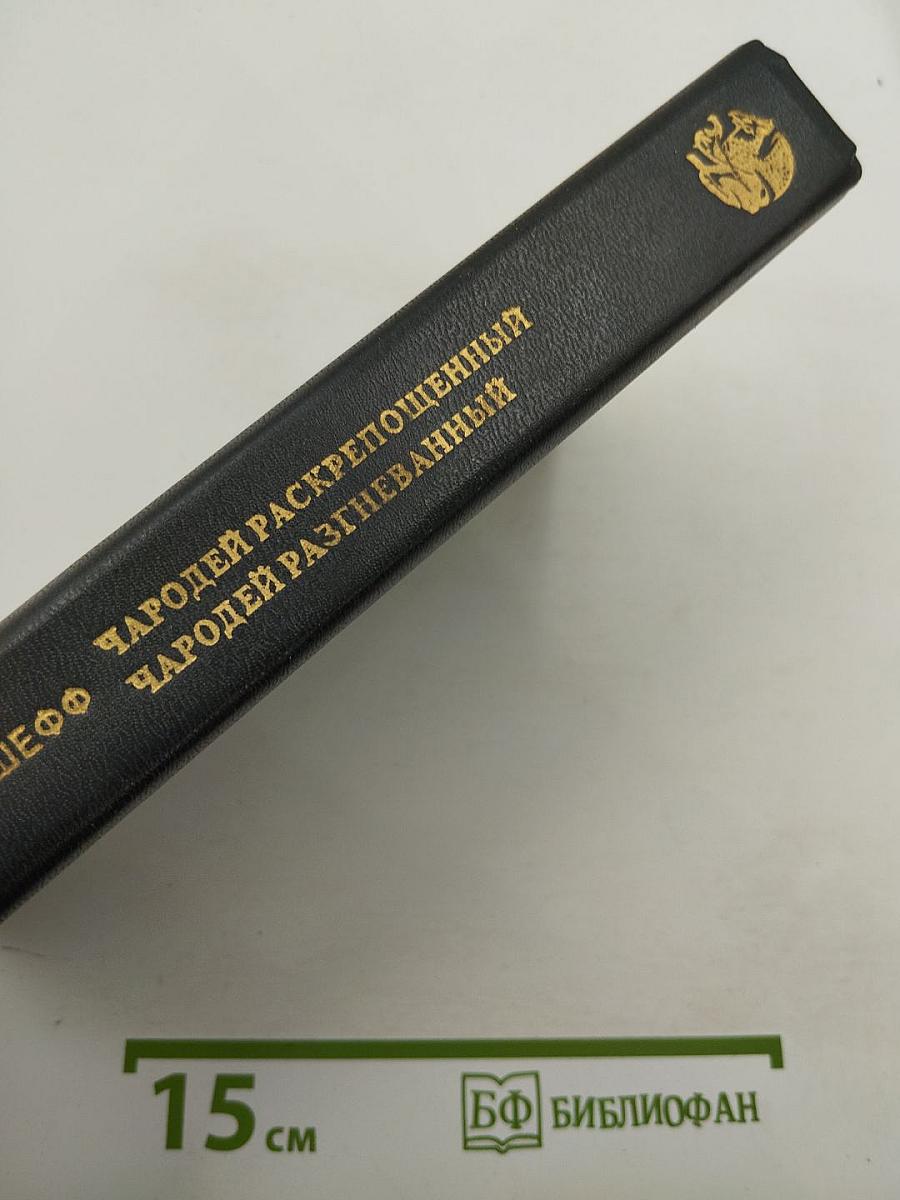 ШЕФФ
ЧАРОДЕЙ РАСКРЕПОЩЕННЫЙ
ЧАРОДЕЙ РАЗГНЕВАННЫЙ
15 см
БФ БИБЛИОФАН